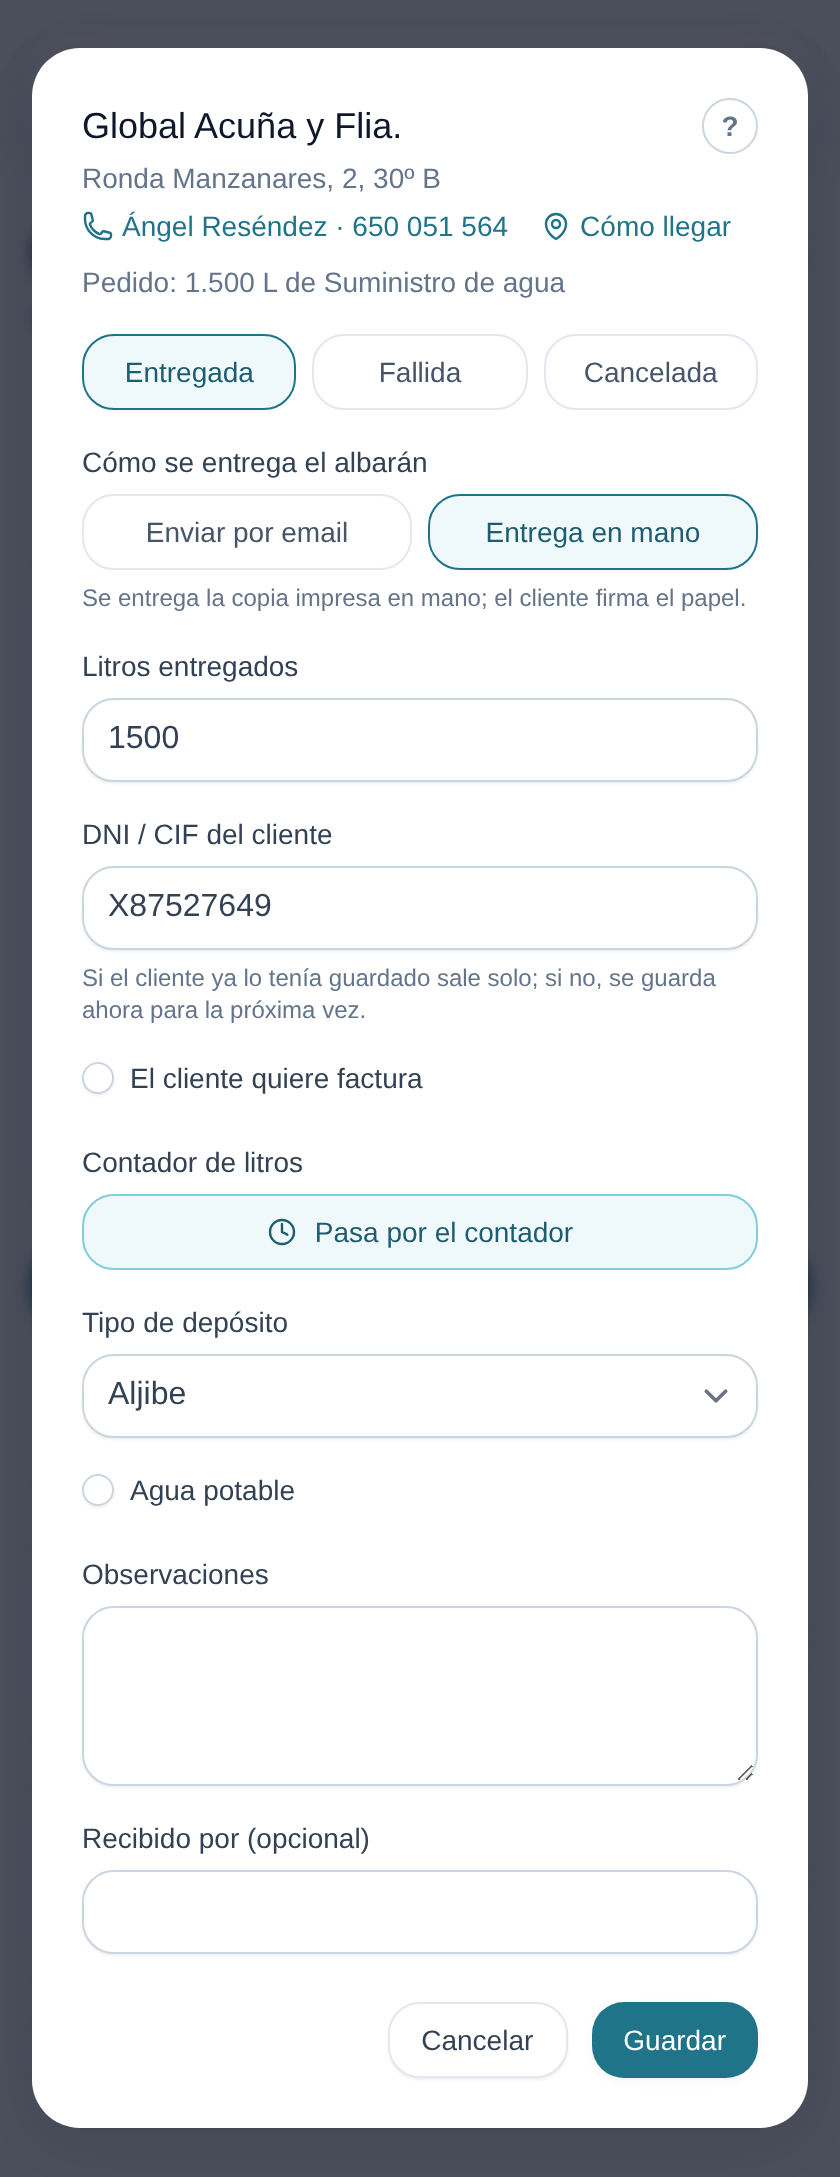 Global Acuña y Flia.
?
Ronda Manzanares, 2, 30º B
Ángel Reséndez · 650 051 564
Cómo llegar
Pedido: 1.500 L de Suministro de agua
Entregada
Fallida
Cancelada
Cómo se entrega el albarán
Enviar por email
Entrega en mano
Se entrega la copia impresa en mano; el cliente firma el papel.
Litros entregados
1500
DNI / CIF del cliente
X87527649
Si el cliente ya lo tenía guardado sale solo; si no, se guarda
ahora para la próxima vez.
El cliente quiere factura
Contador de litros
Pasa por el contador
Tipo de depósito
Aljibe
Agua potable
Observaciones
Recibido por (opcional)
Cancelar
Guardar